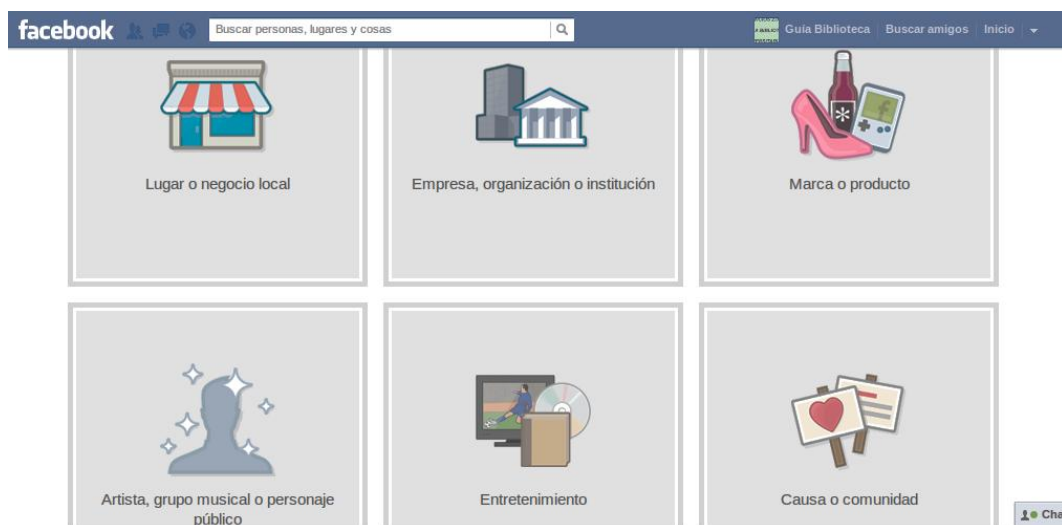 facebook
Buscar personas, lugares y cosas
Guía Biblioteca
Buscar amigos
Inicio
Lugar o negocio local
Empresa, organización o institución
Marca o producto
Artista, grupo musical o personaje
público
Entretenimiento
Causa o comunidad